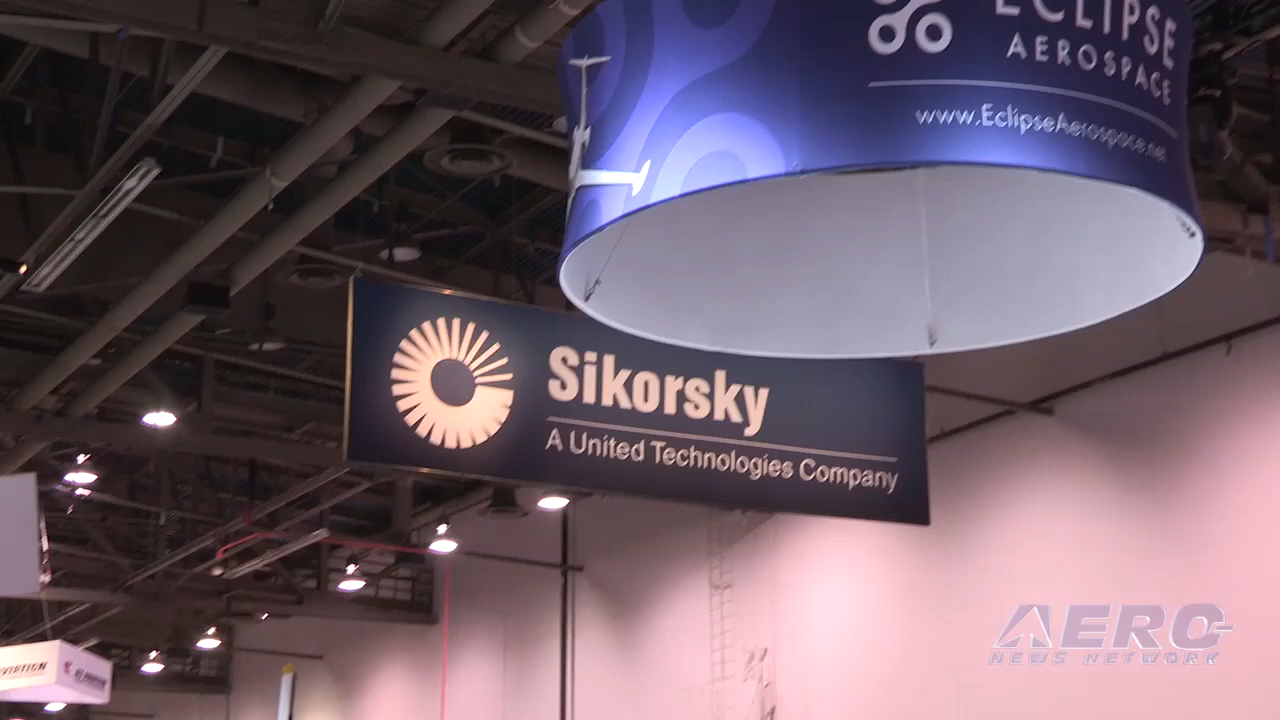 ECLIPSE
AEROSPACE
www.EclipseAerospace.net
Sikorsky
A United Technologies Company
AERO
NEWS NETWORK